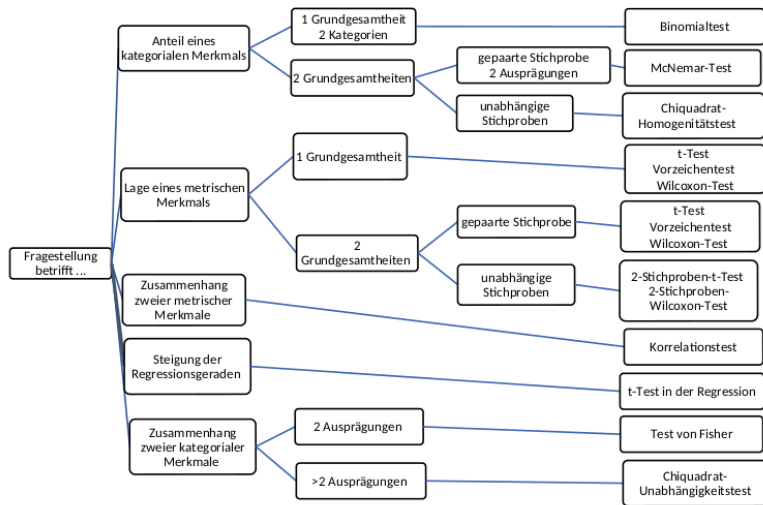 Fragestellung
betrifft ...
Anteil eines
kategorialen Merkmals
1 Grundgesamtheit
2 Kategorien
Binomialtest
2 Grundgesamtheiten
gepaarte Stichprobe
2 Ausprägungen
McNemar-Test
unabhängige
Stichproben
Chiquadrat-
Homogenitätstest
Lage eines metrischen
Merkmals
1 Grundgesamtheit
t-Test
Vorzeichentest
Wilcoxon-Test
2
Grundgesamtheiten
gepaarte Stichprobe
t-Test
Vorzeichentest
Wilcoxon-Test
unabhängige
Stichproben
2-Stichproben-t-Test
2-Stichproben-
Wilcoxon-Test
Zusammenhang
zweier metrischer
Merkmale
Korrelationstest
Steigung der
Regressionsgeraden
t-Test in der Regression
Zusammenhang
zweier kategorialer
Merkmale
2 Ausprägungen
Test von Fisher
>2 Ausprägungen
Chiquadrat-
Unabhängigkeitstest